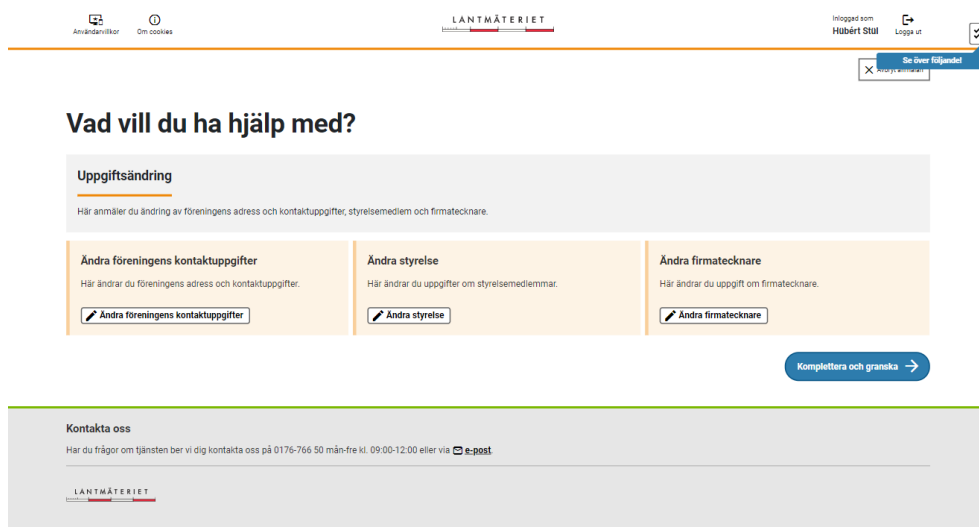 Användarvillkor
Om cookies
LANTMÄTERIET
Inloggad som
Hübért Stül
Logga ut
Se över följande!
Avbryt anmälan
Vad vill du ha hjälp med?
Uppgiftsändring
Här anmäler du ändring av föreningens adress och kontaktuppgifter, styrelsemedlem och firmatecknare.
Ändra föreningens kontaktuppgifter
Här ändrar du föreningens adress och kontaktuppgifter.
Ändra föreningens kontaktuppgifter
Ändra styrelse
Här ändrar du uppgifter om styrelsemedlemmar.
Ändra styrelse
Ändra firmatecknare
Här ändrar du uppgift om firmatecknare.
Ändra firmatecknare
Komplettera och granska
Kontakta oss
Har du frågor om tjänsten ber vi dig kontakta oss på 0176-766 50 mån-fre kl. 09:00-12:00 eller via e-post.
LANTMÄTERIET